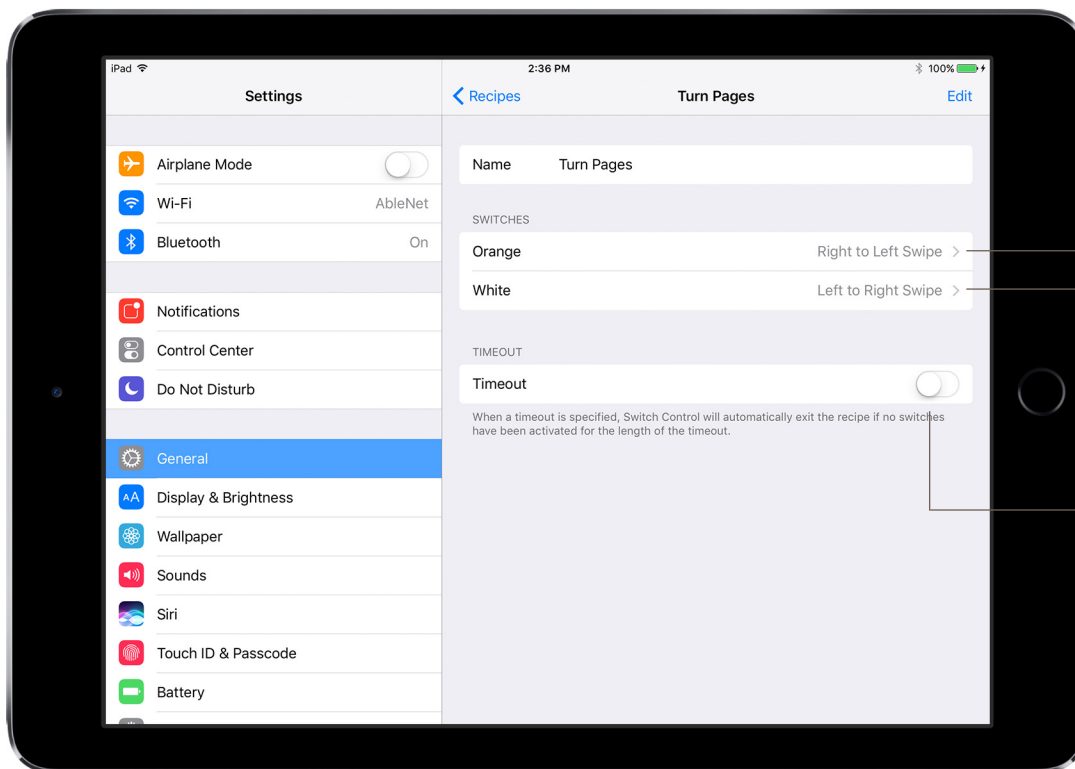 iPad
2:36 PM
100%
Settings
Recipes
Turn Pages
Edit
Airplane Mode
Wi-Fi AbleNet
Bluetooth On
Notifications
Control Center
Do Not Disturb
General
AA Display & Brightness
Wallpaper
Sounds
Siri
Touch ID & Passcode
Battery
Name Turn Pages
SWITCHES
Orange Right to Left Swipe
White Left to Right Swipe
TIMEOUT
Timeout
When a timeout is specified, Switch Control will automatically exit the recipe if no switches
have been activated for the length of the timeout.